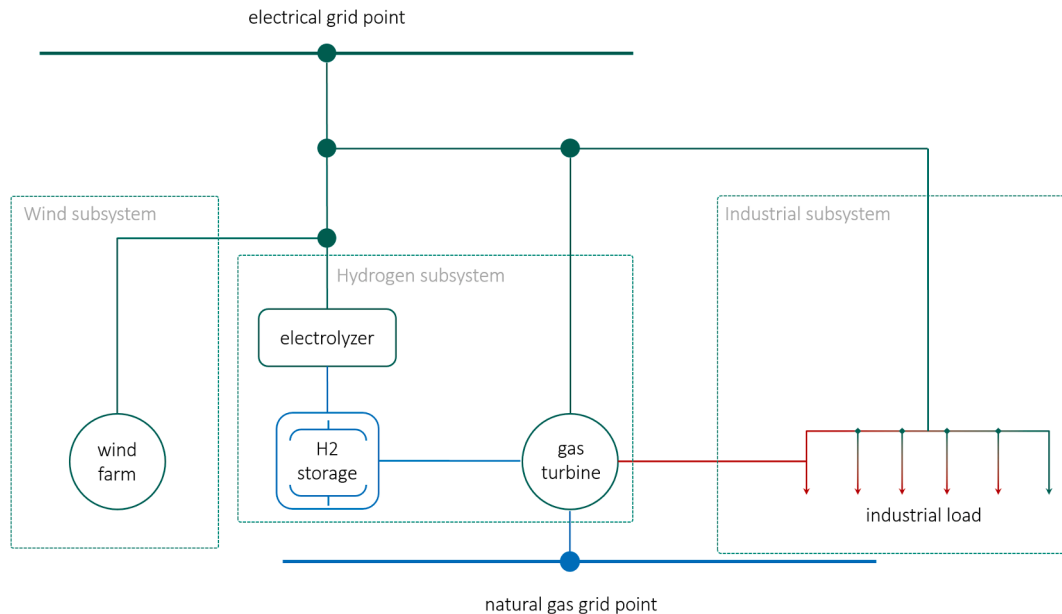 electrical grid point
Wind subsystem
Industrial subsystem
Hydrogen subsystem
electrolyzer
wind
farm
H2
storage
gas
turbine
industrial load
natural gas grid point